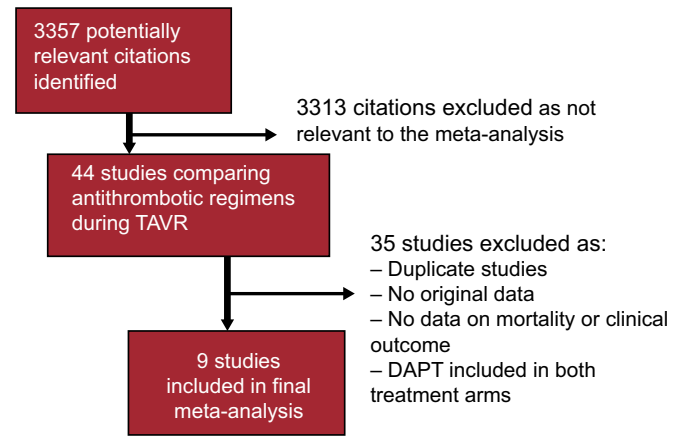 3357 potentially
relevant citations
identified
3313 citations excluded as not
relevant to the meta-analysis
44 studies comparing
antithrombotic regimens
during TAVR
35 studies excluded as:
– Duplicate studies
– No original data
– No data on mortality or clinical
outcome
– DAPT included in both
treatment arms
9 studies
included in final
meta-analysis